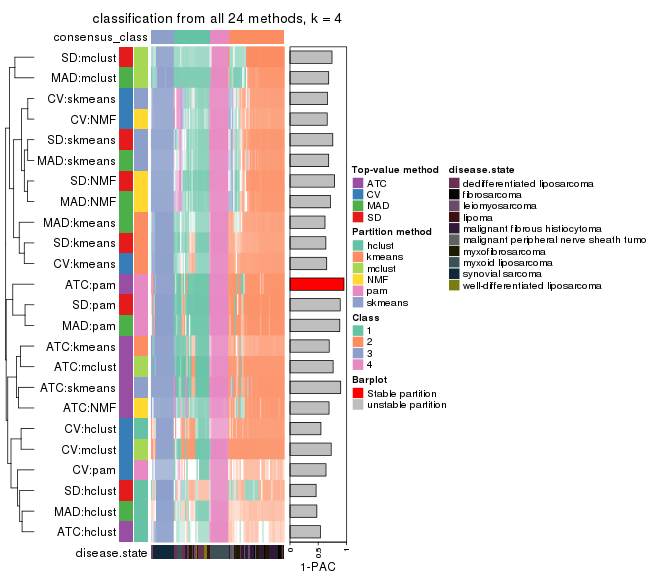 classification from all 24 methods, k = 4
consensus_class
SD:mclust
MAD:mclust
CV:skmeans
CV:NMF
SD:skmeans
MAD:skmeans
SD:NMF
MAD:NMF
MAD:kmeans
SD:kmeans
CV:kmeans
ATC:pam
SD:pam
MAD:pam
ATC:kmeans
ATC:mclust
ATC:skmeans
ATC:NMF
CV:hclust
CV:mclust
CV:pam
SD:hclust
MAD:hclust
ATC:hclust
disease.state
0
0.5
1
1-PAC
Top-value method
ATC
CV
MAD
SD
Partition method
hclust
kmeans
mclust
NMF
pam
skmeans
Class
1
2
3
4
Barplot
Stable partition
unstable partition
disease.state
dedifferentiated liposarcoma
fibrosarcoma
leiomyosarcoma
lipoma
malignant fibrous histiocytoma
malignant peripheral nerve sheath tumo
myxofibrosarcoma
myxoid liposarcoma
synovial sarcoma
well-differentiated liposarcoma